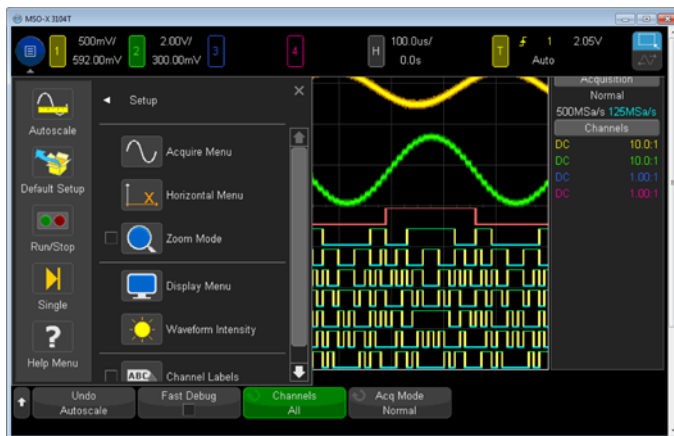 MSO-X 3104T
1
500mV/
592.00mV
2
2.00V/
300.00mV
3
4
H
100.0us/
0.0s
T
1
2.05V
Auto
Autoscale
Default Setup
Run/Stop
Single
?
Help Menu
Setup
Acquire Menu
X
Horizontal Menu
Zoom Mode
Display Menu
Waveform Intensity
ABC
Channel Labels
Acquisition
Normal
500MSa/s 125MSa/s
Channels
DC 10.0:1
DC 10.0:1
DC 1.00:1
DC 1.00:1
Undo
Autoscale
Fast Debug
Channels
All
Acq Mode
Normal